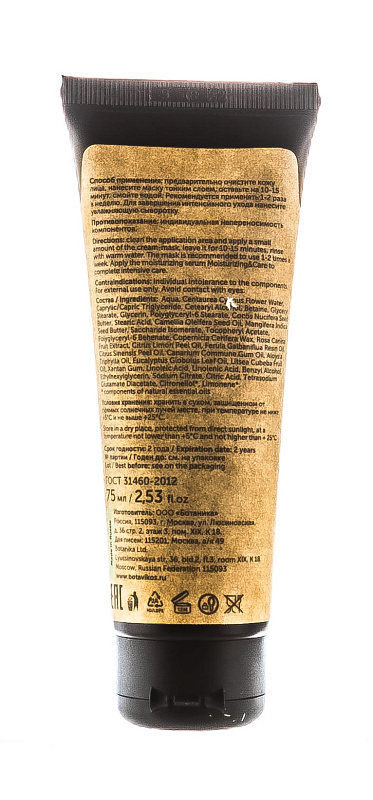 Способ применения: предварительно очистите кожу
лица, нанесите маску тонким слоем, оставьте на 10-15
минут, смойте водой. Рекомендуется применять 1-2 раза
в неделю. Для завершения интенсивного ухода нанесите
увлажняющую сыворотку.
Противопоказание: индивидуальная непереносимость
компонентов.
Directions: clean the application area and apply a small
amount of the cream-mask, leave it for 10-15 minutes, rinse
with warm water. The mask is recommended to use 1-2 times a
week. Apply the moisturizing serum Moisturizing&Care to
complete intensive care.
Contraindications: Individual intolerance to the components.
For external use only. Avoid contact with eyes.
Состав / Ingredients: Aqua, Centaurea Cyanus Flower Water,
Caprylic/Capric Triglyceride, Cetearyl Alcohol, Betaine, Glyceryl
Stearate, Glycerin, Polyglyceryl-6 Stearate, Cocos Nucifera Seed
Butter, Stearic Acid, Camellia Oleifera Seed Oil, Mangifera Indica
Seed Butter, Saccharide Isomerate, Tocopheryl Acetate,
Polyglyceryl-6 Behenate, Copernicia Cerifera Wax, Rosa Canina
Fruit Extract, Citrus Limon Peel Oil, Ferula Galbaniflua Resin Oil,
Citrus Sinensis Peel Oil, Canarium Commune Gum Oil, Aloxyn
Triphylla Oil, Eucalyptus Globulus Leaf Oil, Litsea Cubeba Fruit
Oil, Xantan Gum, Linaloic Acid, Linolenic Acid, Benzyl Alcohol,
Ethylhexylglycerin, Sodium Citrate, Citric Acid, Tetrasodium
Glutamate Diacetate, Citronellol*, Limonene*.
*components of natural essential oils
Условия хранения: хранить в сухом, защищенном от
прямых солнечных лучей месте, при температуре не ниже
+5°С и не выше +25°С.
Store in a dry place, protected from direct sunlight, at a
temperature not lower than +5°C and not higher than + 25°C
Срок годности: 2 года / Expiration date: 2 years
№ партии / Годен до: см. на упаковке
Lot / Best before: see on the packaging
ГОСТ 31460-2012
75 мл / 2,53 fl.oz
Изготовитель: ООО «Ботаника»
Россия, 115093, г. Москва, ул. Люсиновская,
д. 36 стр. 2, этаж 3, пом. XIX, К 18.
Для писем: 115201, Москва, а/я 49
Botanika Ltd.
Lyussinovskaya st, 36, bld.2, fl.3, room XIX, K 18,
Moscow, Russian Federation 115093
www.botavikos.ru
EAC